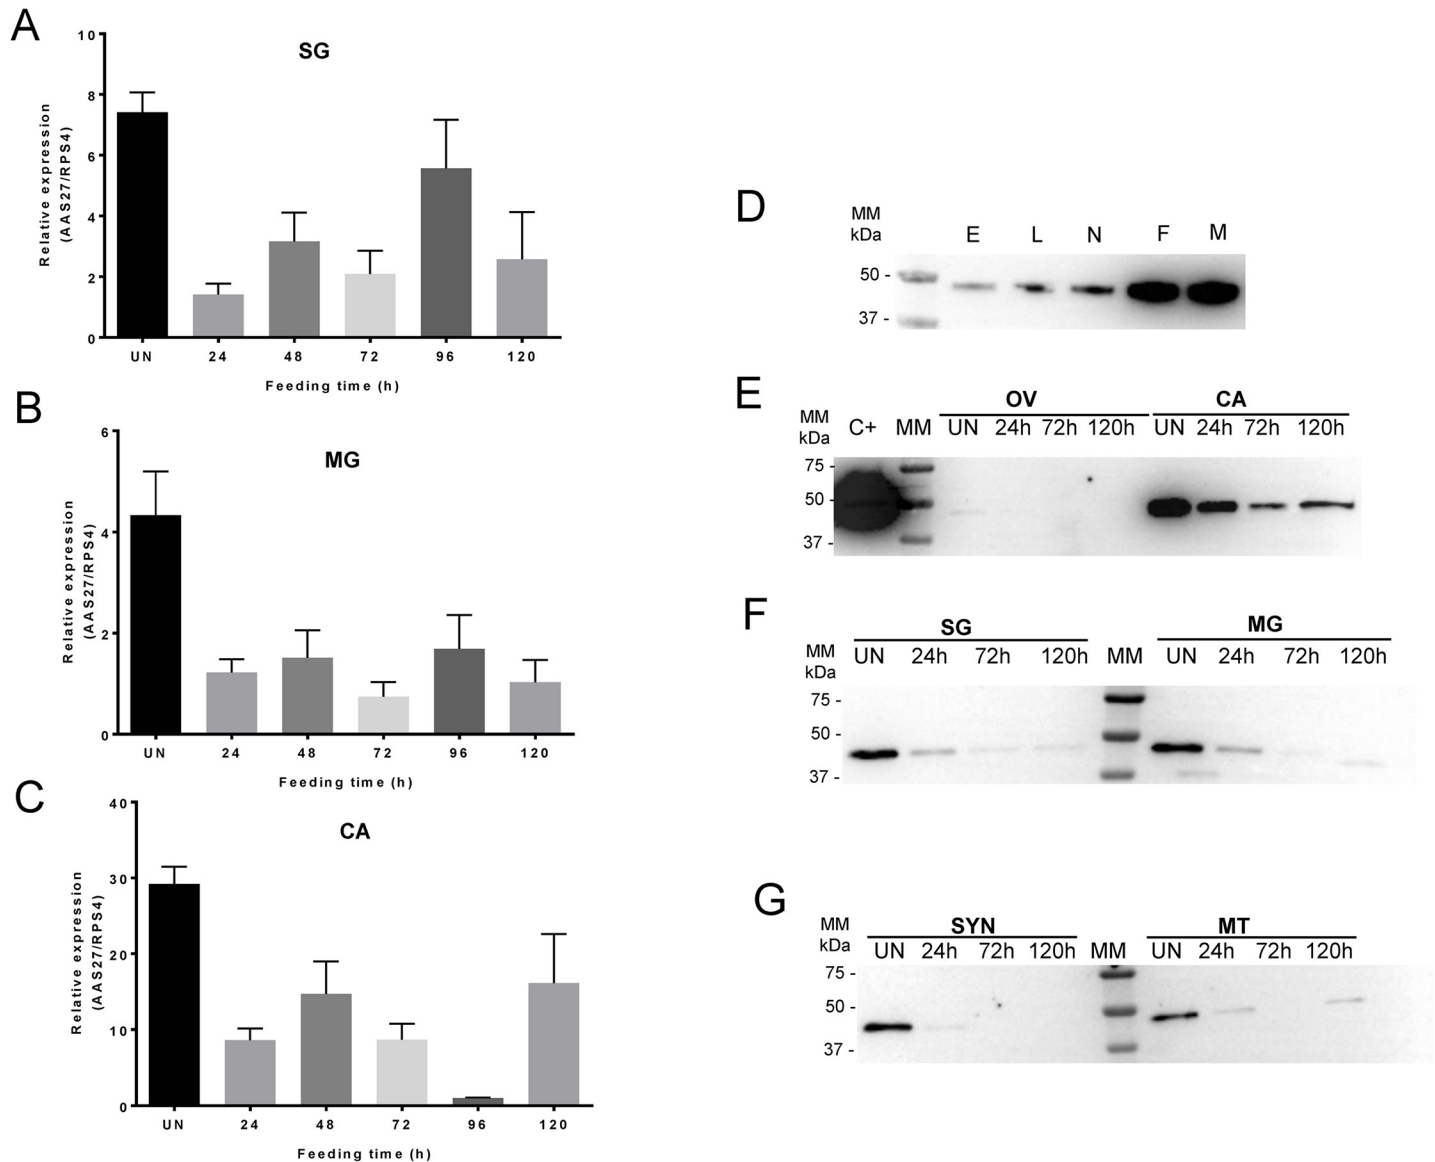 A
SG
Relative expression
(AAS27/RPS4)
10
8
6
4
2
0
UN 24 48 72 96 120
Feeding time (h)
B
MG
Relative expression
(AAS27/RPS4)
6
4
2
0
UN 24 48 72 96 120
Feeding time (h)
C
CA
Relative expression
(AAS27/RPS4)
40
30
20
10
0
UN 24 48 72 96 120
Feeding time (h)
D
MM
kDa
E L N F M
50 -
37 -
E
OV CA
MM
kDa
C+ MM UN 24h 72h 120h UN 24h 72h 120h
75 -
50 -
37 -
F
SG MG
MM
kDa
UN 24h 72h 120h MM UN 24h 72h 120h
75 -
50 -
37 -
G
SYN MT
MM
kDa
UN 24h 72h 120h MM UN 24h 72h 120h
75 -
50 -
37 -